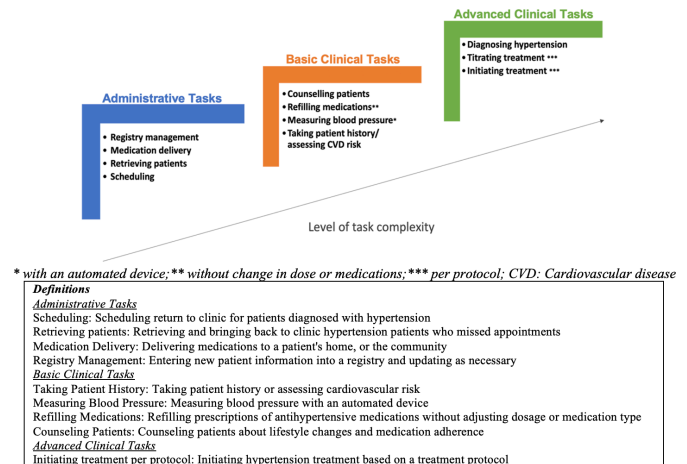 Advanced Clinical Tasks
• Diagnosing hypertension
• Titrating treatment ***
• Initiating treatment ***
Basic Clinical Tasks
• Counselling patients
• Refilling medications**
• Measuring blood pressure*
• Taking patient history/
assessing CVD risk
Administrative Tasks
• Registry management
• Medication delivery
• Retrieving patients
• Scheduling
Level of task complexity
* with an automated device; ** without change in dose or medications; *** per protocol; CVD: Cardiovascular disease
Definitions
Administrative Tasks
Scheduling: Scheduling return to clinic for patients diagnosed with hypertension
Retrieving patients: Retrieving and bringing back to clinic hypertension patients who missed appointments
Medication Delivery: Delivering medications to a patient's home, or the community
Registry Management: Entering new patient information into a registry and updating as necessary
Basic Clinical Tasks
Taking Patient History: Taking patient history or assessing cardiovascular risk
Measuring Blood Pressure: Measuring blood pressure with an automated device
Refilling Medications: Refilling prescriptions of antihypertensive medications without adjusting dosage or medication type
Counseling Patients: Counseling patients about lifestyle changes and medication adherence
Advanced Clinical Tasks
Initiating treatment per protocol: Initiating hypertension treatment based on a treatment protocol